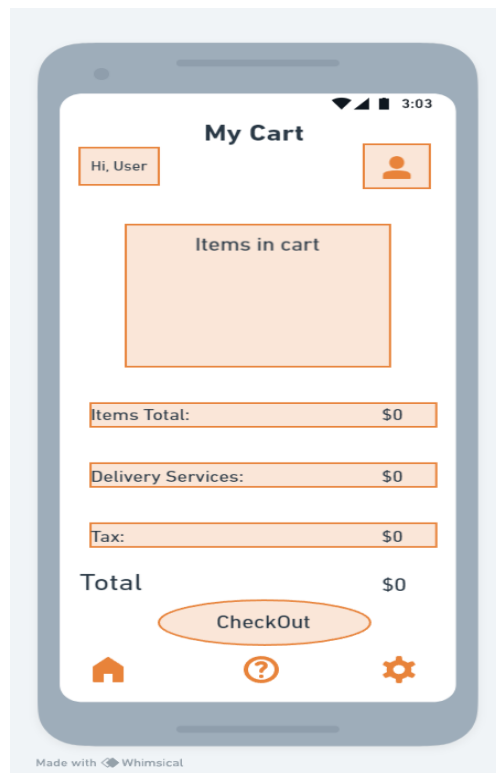 3:03
My Cart
Hi, User
Items in cart
Items Total: $0
Delivery Services: $0
Tax: $0
Total $0
CheckOut
?
Made with Whimsical